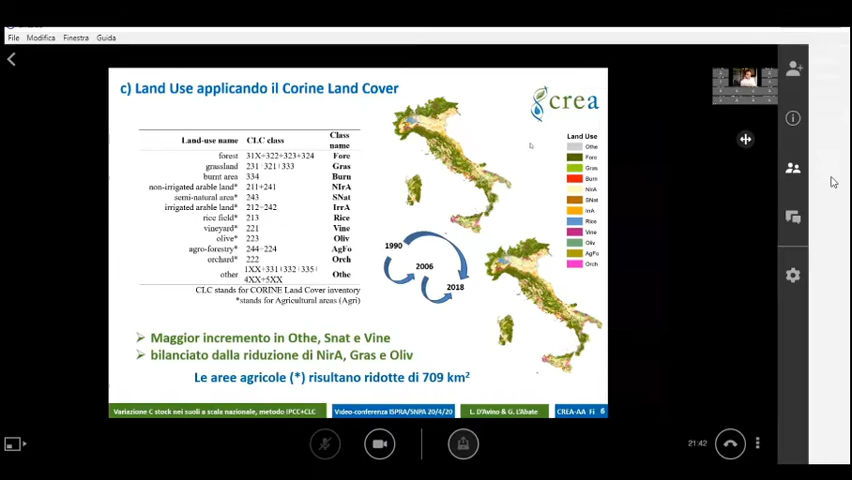 File Modifica Finestra Guida
c) Land Use applicando il Corine Land Cover
crea
Land-use name CLC class Class name
forest 31X+322+323+324 Fore
grassland 231+321+333 Gras
burnt area 334 Burn
non-irrigated arable land* 211+241 NIrA
semi-natural area* 243 SNat
irrigated arable land* 212+242 IrrA
rice field* 213 Rice
vineyard* 221 Vine
olive* 223 Oliv
agro-forestry* 244+224 AgFo
orchard* 222 Orch
other 1XX+331+332+335+
4XX+5XX Othe
CLC stands for CORINE Land Cover inventory
*stands for Agricultural areas (Agri)
Land Use
Othe
Fore
Gras
Burn
NIrA
SNat
IrrA
Rice
Vine
Oliv
AgFo
Orch
1990
2006
2018
Maggior incremento in Othe, Snat e Vine
bilanciato dalla riduzione di NirA, Gras e Oliv
Le aree agricole (*) risultano ridotte di 709 km²
Variazione C stock nei suoli a scala nazionale, metodo IPCC+CLC
Video-conferenza ISPRA/SNPA 20/4/20
L. D'Avino & G. L'Abate
CREA-AA Fi 6
21:42